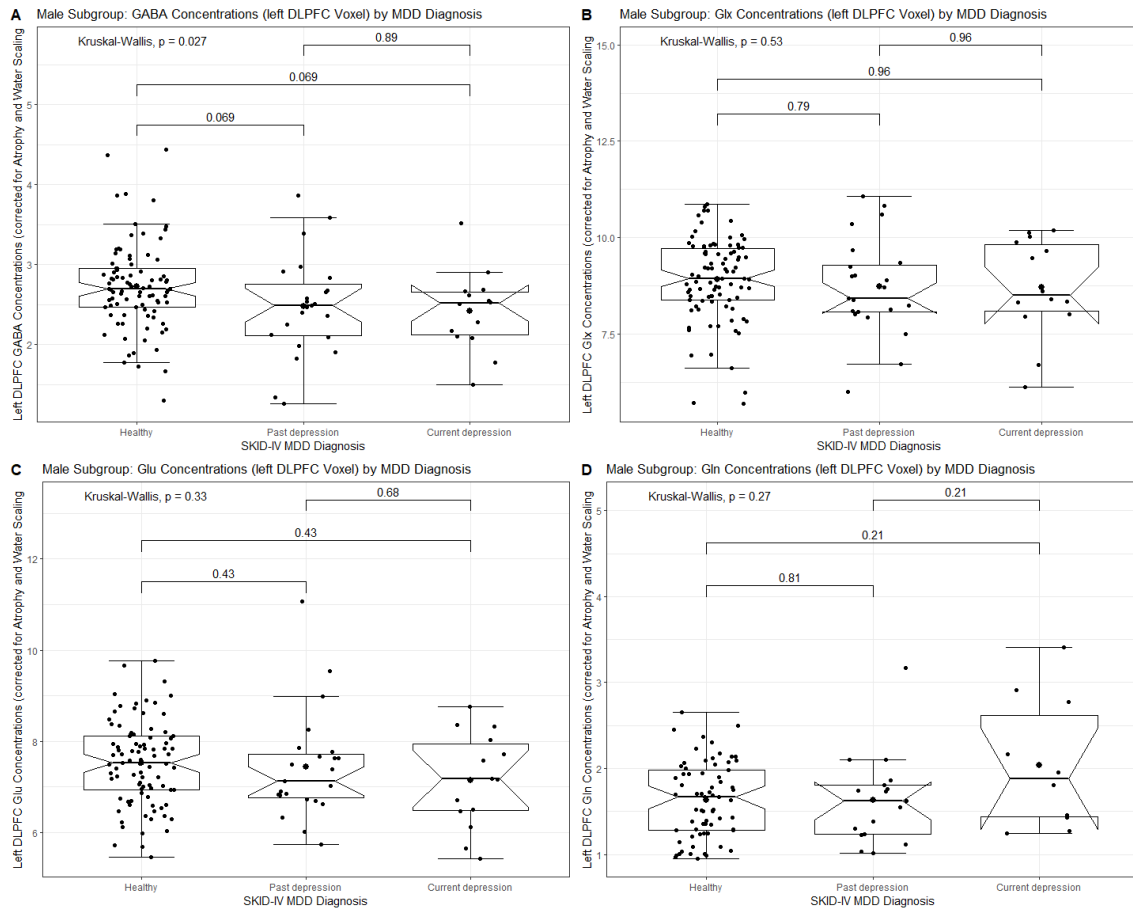 A Male Subgroup: GABA Concentrations (left DLPFC Voxel) by MDD Diagnosis
Left DLPFC GABA Concentrations (corrected for Atrophy and Water Scaling
Kruskal-Wallis, p = 0.027
0.89
0.069
0.069
5
4
3
2
Healthy Past depression Current depression
SKID-IV MDD Diagnosis
B Male Subgroup: Glx Concentrations (left DLPFC Voxel) by MDD Diagnosis
Left DLPFC Glx Concentrations (corrected for Atrophy and Water Scaling
Kruskal-Wallis, p = 0.53
0.96
0.96
0.79
15.0
12.5
10.0
7.5
Healthy Past depression Current depression
SKID-IV MDD Diagnosis
C Male Subgroup: Glu Concentrations (left DLPFC Voxel) by MDD Diagnosis
Left DLPFC Glu Concentrations (corrected for Atrophy and Water Scaling
Kruskal-Wallis, p = 0.33
0.68
0.43
0.43
12
10
8
6
Healthy Past depression Current depression
SKID-IV MDD Diagnosis
D Male Subgroup: Gln Concentrations (left DLPFC Voxel) by MDD Diagnosis
Left DLPFC Gln Concentrations (corrected for Atrophy and Water Scaling
Kruskal-Wallis, p = 0.27
0.21
0.21
0.81
5
4
3
2
1
Healthy Past depression Current depression
SKID-IV MDD Diagnosis